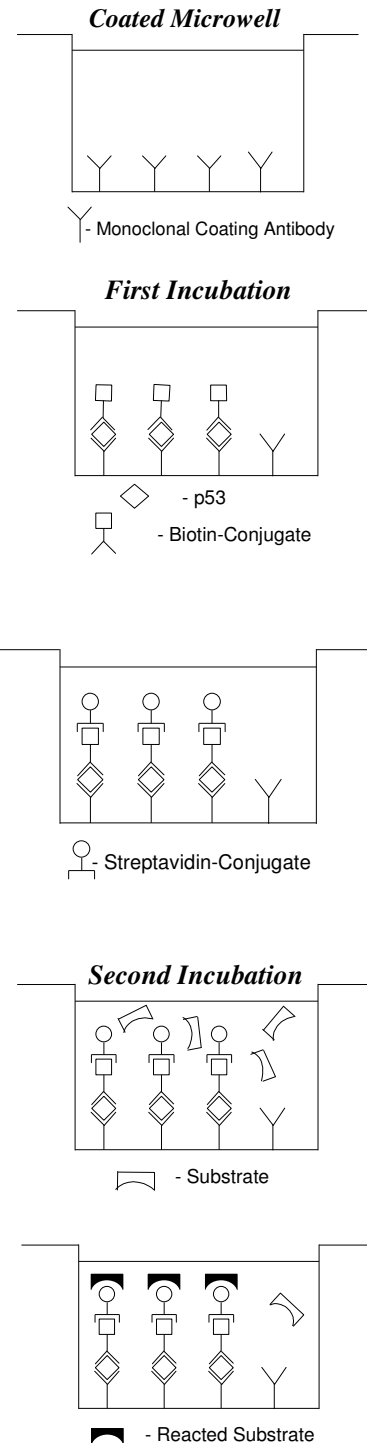 Coated Microwell
- Monoclonal Coating Antibody
First Incubation
- p53
- Biotin-Conjugate
- Streptavidin-Conjugate
Second Incubation
- Substrate
- Reacted Substrate